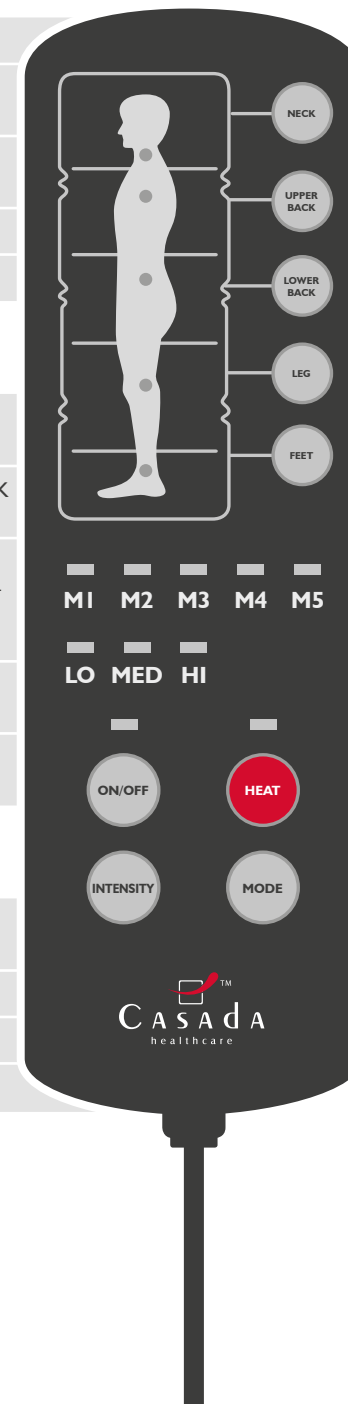 NECK
UPPER
BACK
LOWER
BACK
LEG
FEET
K
M1 M2 M3 M4 M5
LO MED HI
ON/OFF HEAT
INTENSITY MODE
TM
CASAdA
healthcare